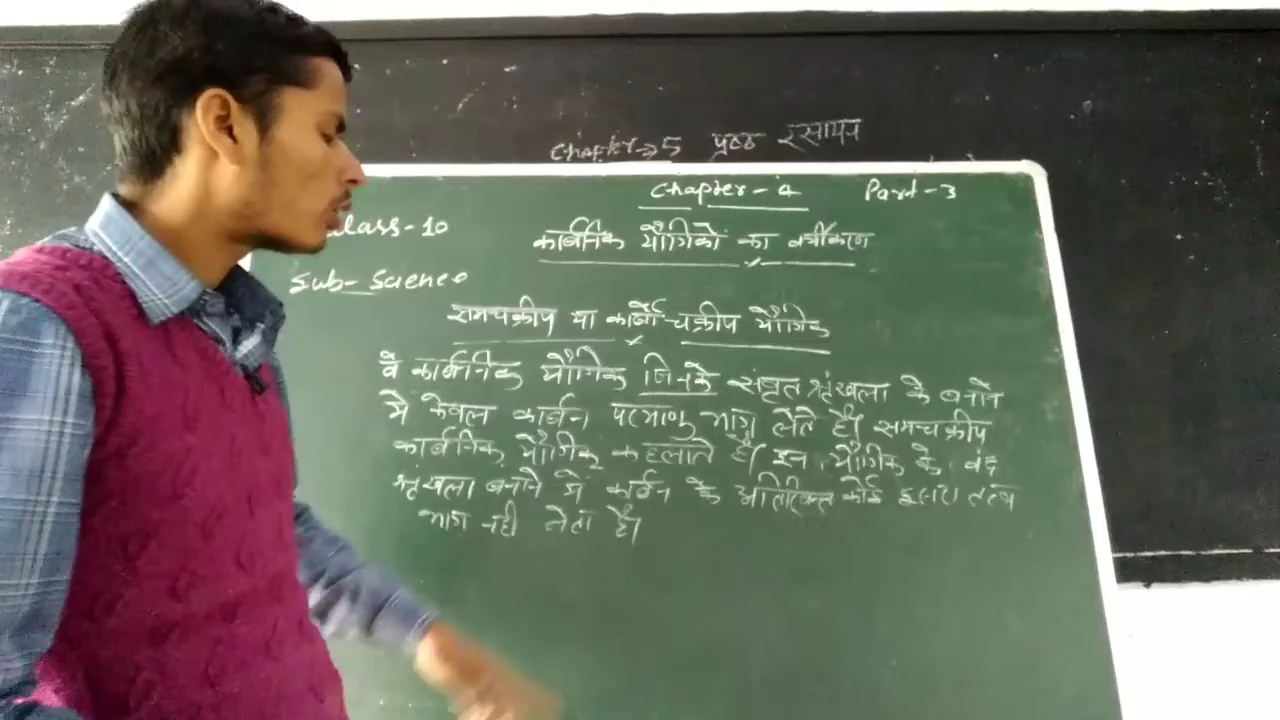 Chapter → 5 पृष्ठ रसायन
Chapter - 4 Part - 3
Class - 10
कार्बनिक यौगिकों का वर्गीकरण
Sub - Science
समचक्रीय या कार्बो-चक्रीय यौगिक
वे कार्बनिक यौगिक जिनके संवृत श्रृंखला के बनाने
में केवल कार्बन परमाणु भाग लेते हैं। समचक्रीय
कार्बनिक यौगिक कहलाते हैं। इन यौगिक के बंद
श्रृंखला बनाने में कार्बन के अतिरिक्त कोई दूसरा तत्व
भाग नही लेता है।